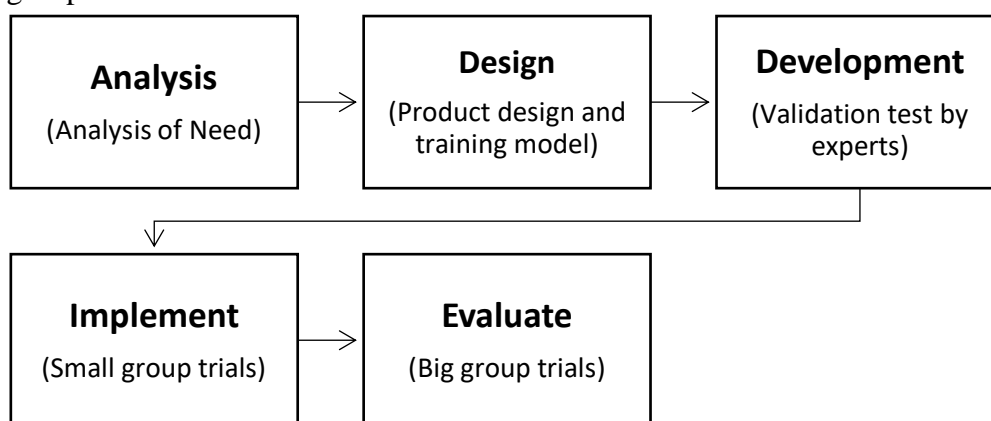 Analysis
(Analysis of Need)
Design
(Product design and
training model)
Development
(Validation test by
experts)
Implement
(Small group trials)
Evaluate
(Big group trials)